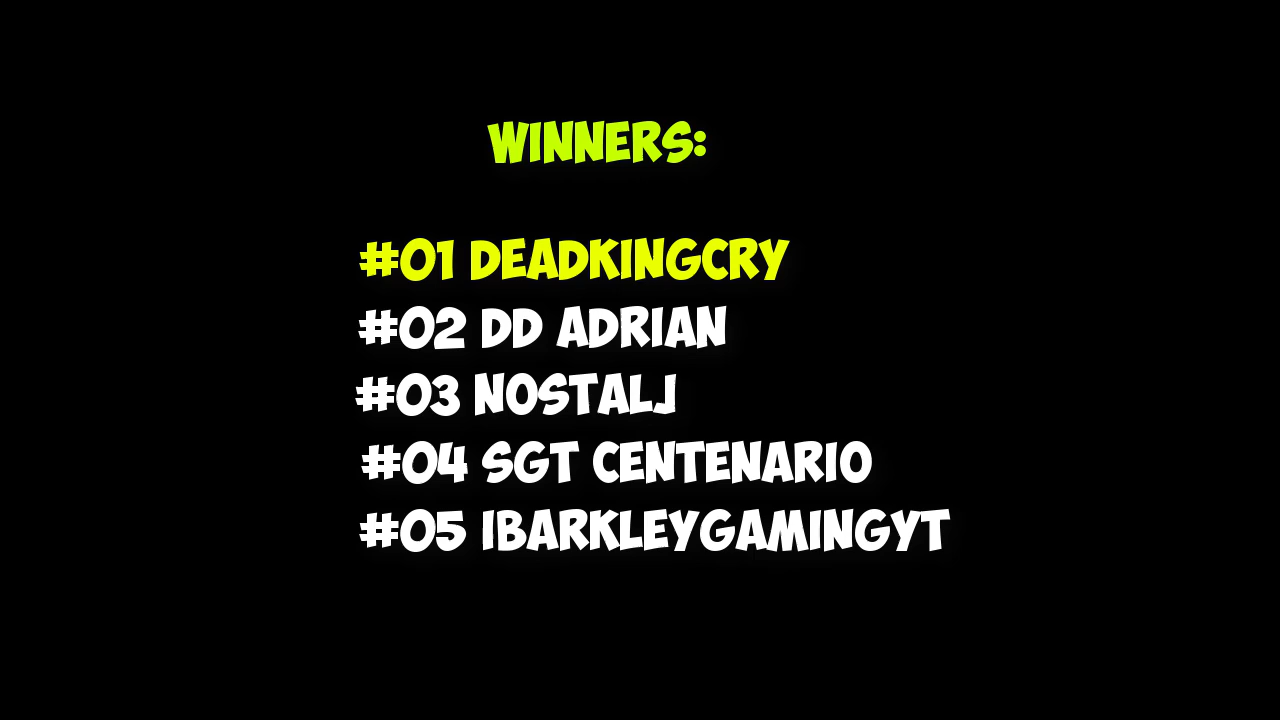 WINNERS:
#01 DEADKINGCRY
#02 DD ADRIAN
#03 NOSTALJ
#04 SGT CENTENARIO
#05 IBARKLEYGAMINGYT